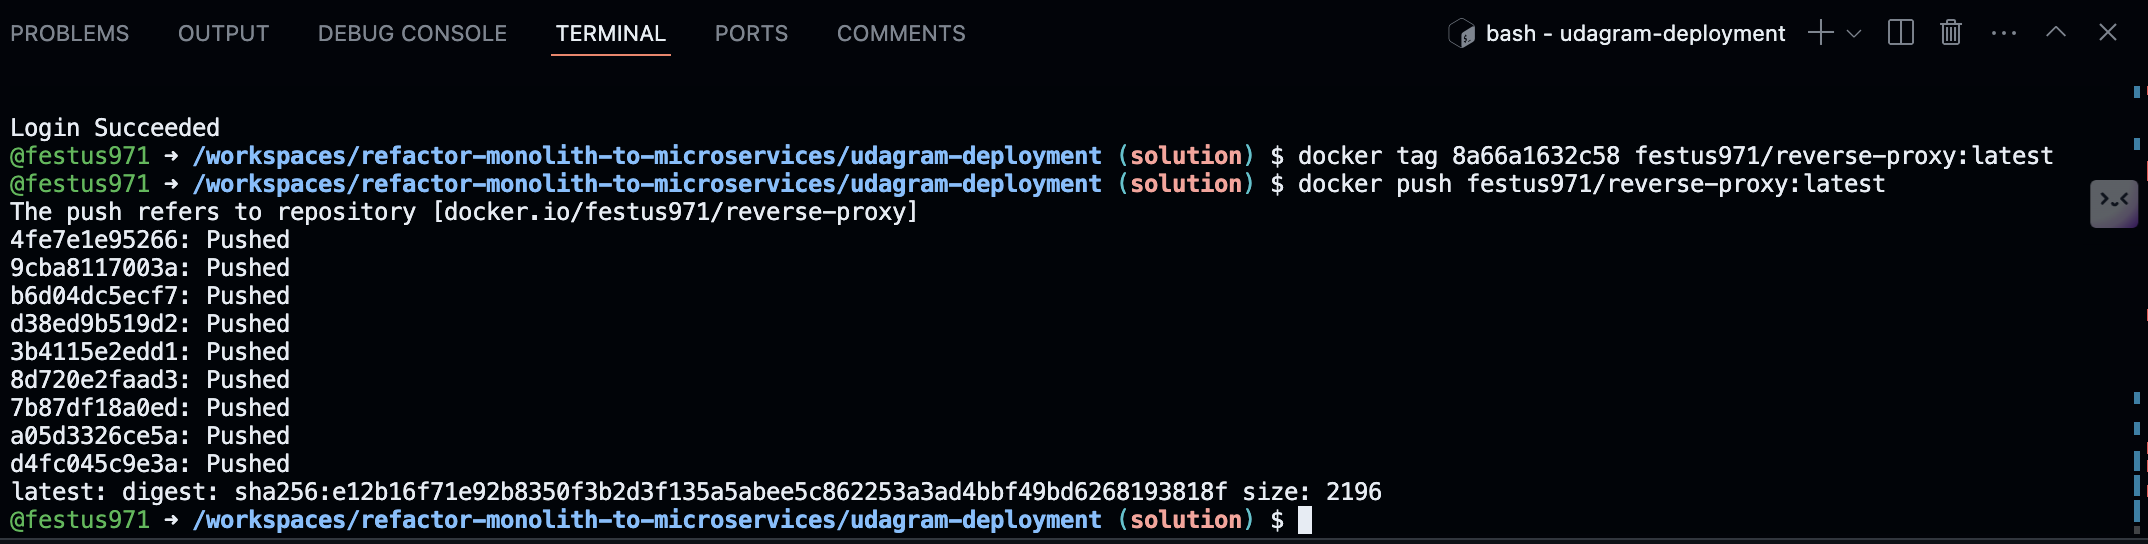 PROBLEMS OUTPUT DEBUG CONSOLE TERMINAL PORTS COMMENTS bash - udagram-deployment
Login Succeeded
@festus971 ➜ /workspaces/refactor-monolith-to-microservices/udagram-deployment (solution) $ docker tag 8a66a1632c58 festus971/reverse-proxy:latest
@festus971 ➜ /workspaces/refactor-monolith-to-microservices/udagram-deployment (solution) $ docker push festus971/reverse-proxy:latest
The push refers to repository [docker.io/festus971/reverse-proxy]
4fe7e1e95266: Pushed
9cba8117003a: Pushed
b6d04dc5ecf7: Pushed
d38ed9b519d2: Pushed
3b4115e2edd1: Pushed
8d720e2faad3: Pushed
7b87df18a0ed: Pushed
a05d3326ce5a: Pushed
d4fc045c9e3a: Pushed
latest: digest: sha256:e12b16f71e92b8350f3b2d3f135a5abee5c862253a3ad4bbf49bd6268193818f size: 2196
@festus971 ➜ /workspaces/refactor-monolith-to-microservices/udagram-deployment (solution) $